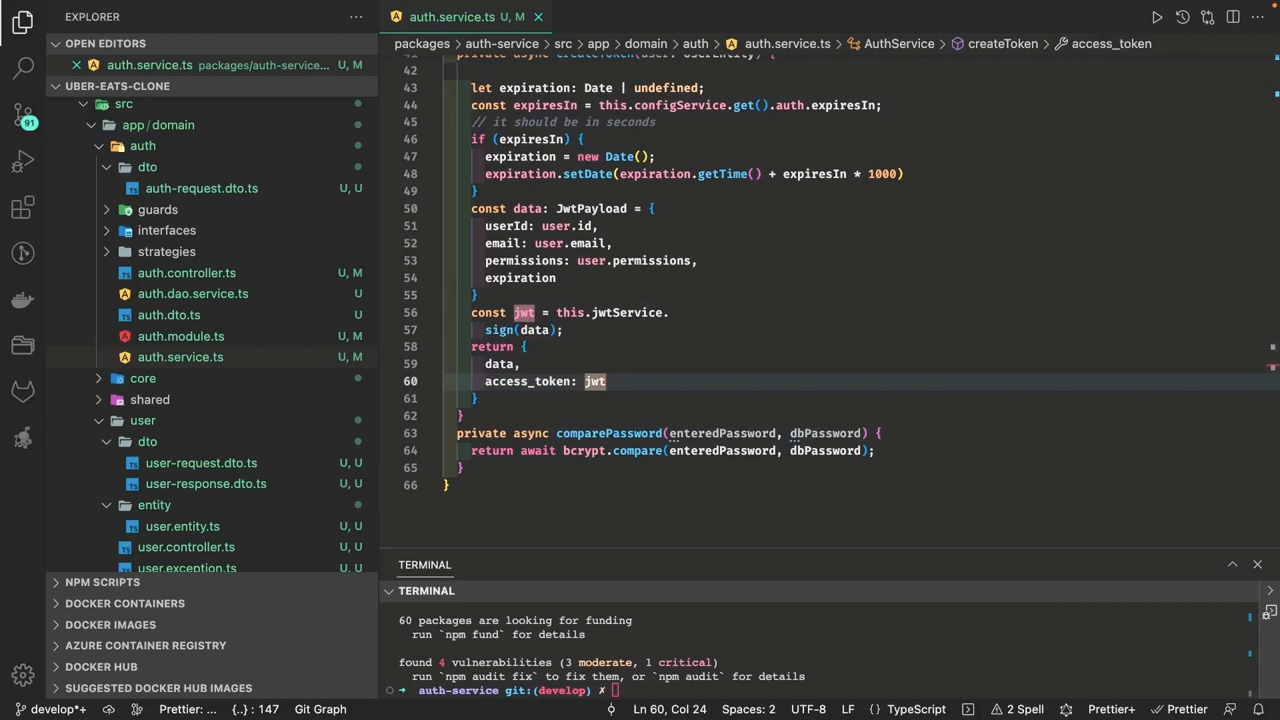 EXPLORER
···
OPEN EDITORS
auth.service.ts packages/auth-service... U, M
UBER-EATS-CLONE
src
app / domain
auth
dto
auth-request.dto.ts U, U
guards
interfaces
strategies
auth.controller.ts U, M
auth.dao.service.ts U
auth.dto.ts U
auth.module.ts U, M
auth.service.ts U, M
core
shared
user
dto
user-request.dto.ts U, U
user-response.dto.ts U, U
entity
user.entity.ts U, U
user.controller.ts U, M
user.exception.ts U, M
NPM SCRIPTS
DOCKER CONTAINERS
DOCKER IMAGES
AZURE CONTAINER REGISTRY
DOCKER HUB
SUGGESTED DOCKER HUB IMAGES
91
auth.service.ts U, M
packages > auth-service > src > app > domain > auth > auth.service.ts > AuthService > createToken > access_token
41 private async createToken(user: UserEntity) {
42
43 let expiration: Date | undefined;
44 const expiresIn = this.configService.get().auth.expiresIn;
45 // it should be in seconds
46 if (expiresIn) {
47 expiration = new Date();
48 expiration.setDate(expiration.getTime() + expiresIn * 1000)
49 }
50 const data: JwtPayload = {
51 userId: user.id,
52 email: user.email,
53 permissions: user.permissions,
54 expiration
55 }
56 const jwt = this.jwtService.
57 sign(data);
58 return {
59 data,
60 access_token: jwt
61 }
62 }
63 private async comparePassword(enteredPassword, dbPassword) {
64 return await bcrypt.compare(enteredPassword, dbPassword);
65 }
66 }
TERMINAL
TERMINAL
60 packages are looking for funding
run `npm fund` for details
found 4 vulnerabilities (3 moderate, 1 critical)
run `npm audit fix` to fix them, or `npm audit` for details
➜ auth-service git:(develop) ✗
develop*+ Prettier: ... {..} : 147 Git Graph Ln 60, Col 24 Spaces: 2 UTF-8 LF {} TypeScript 2 Spell Prettier+ Prettier